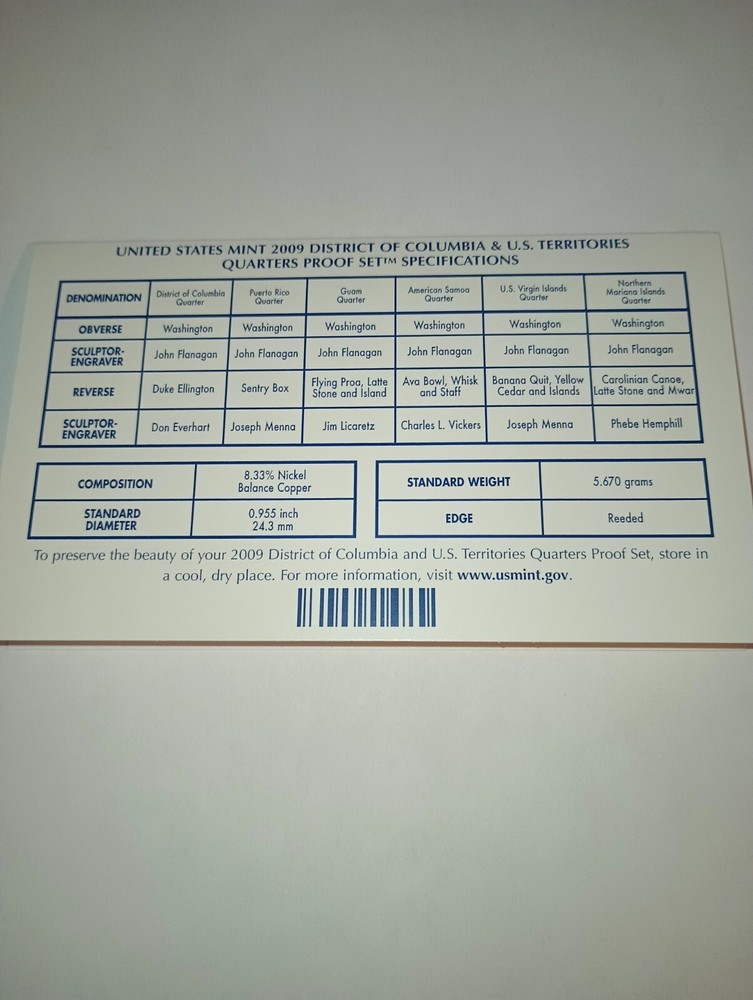 UNITED STATES MINT 2009 DISTRICT OF COLUMBIA & U.S. TERRITORIES
QUARTERS PROOF SET™ SPECIFICATIONS
DENOMINATION District of Columbia Quarter Puerto Rico Quarter Guam Quarter American Samoa Quarter U.S. Virgin Islands Quarter Northern Mariana Islands Quarter
OBVERSE Washington Washington Washington Washington Washington Washington
SCULPTOR-ENGRAVER John Flanagan John Flanagan John Flanagan John Flanagan John Flanagan John Flanagan
REVERSE Duke Ellington Sentry Box Flying Proa, Latte Stone and Island Ava Bowl, Whisk and Staff Banana Quit, Yellow Cedar and Islands Carolinian Canoe, Latte Stone and Mwar
SCULPTOR-ENGRAVER Don Everhart Joseph Menna Jim Licaretz Charles L. Vickers Joseph Menna Phebe Hemphill
COMPOSITION 8.33% Nickel Balance Copper
STANDARD DIAMETER 0.955 inch 24.3 mm
STANDARD WEIGHT 5.670 grams
EDGE Reeded
To preserve the beauty of your 2009 District of Columbia and U.S. Territories Quarters Proof Set, store in
a cool, dry place. For more information, visit www.usmint.gov.